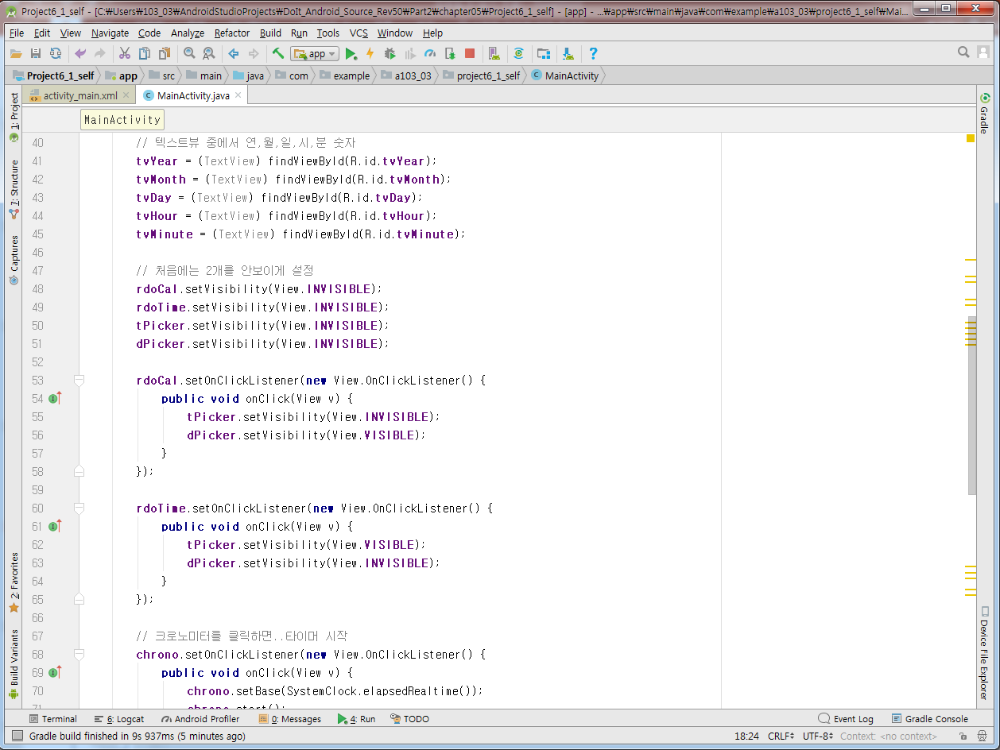 Project6_1_self - [C:₩Users₩103_03₩AndroidStudioProjects₩DoIt_Android_Source_Rev50₩Part2₩chapter05₩Project6_1_self] - [app] - ...₩app₩src₩main₩java₩com₩example₩a103_03₩project6_1_self₩Mai...
File Edit View Navigate Code Analyze Refactor Build Run Tools VCS Window Help
app
Project6_1_self app src main java com example a103_03 project6_1_self MainActivity
activity_main.xml MainActivity.java
MainActivity
1: Project
7: Structure
Captures
2: Favorites
Build Variants
40 // 텍스트뷰 중에서 연,월,일,시,분 숫자
41 tvYear = (TextView) findViewById(R.id.tvYear);
42 tvMonth = (TextView) findViewById(R.id.tvMonth);
43 tvDay = (TextView) findViewById(R.id.tvDay);
44 tvHour = (TextView) findViewById(R.id.tvHour);
45 tvMinute = (TextView) findViewById(R.id.tvMinute);
46
47 // 처음에는 2개를 안보이게 설정
48 rdoCal.setVisibility(View.INVISIBLE);
49 rdoTime.setVisibility(View.INVISIBLE);
50 tPicker.setVisibility(View.INVISIBLE);
51 dPicker.setVisibility(View.INVISIBLE);
52
53 rdoCal.setOnClickListener(new View.OnClickListener() {
54 public void onClick(View v) {
55 tPicker.setVisibility(View.INVISIBLE);
56 dPicker.setVisibility(View.VISIBLE);
57 }
58 });
59
60 rdoTime.setOnClickListener(new View.OnClickListener() {
61 public void onClick(View v) {
62 tPicker.setVisibility(View.VISIBLE);
63 dPicker.setVisibility(View.INVISIBLE);
64 }
65 });
66
67 // 크로노미터를 클릭하면..타이머 시작
68 chrono.setOnClickListener(new View.OnClickListener() {
69 public void onClick(View v) {
70 chrono.setBase(SystemClock.elapsedRealtime());
71 chrono.start();
Gradle
Device File Explorer
Terminal 6: Logcat Android Profiler 0: Messages 4: Run TODO Event Log Gradle Console
Gradle build finished in 9s 937ms (5 minutes ago) 18:24 CRLF UTF-8 Context: <no context>